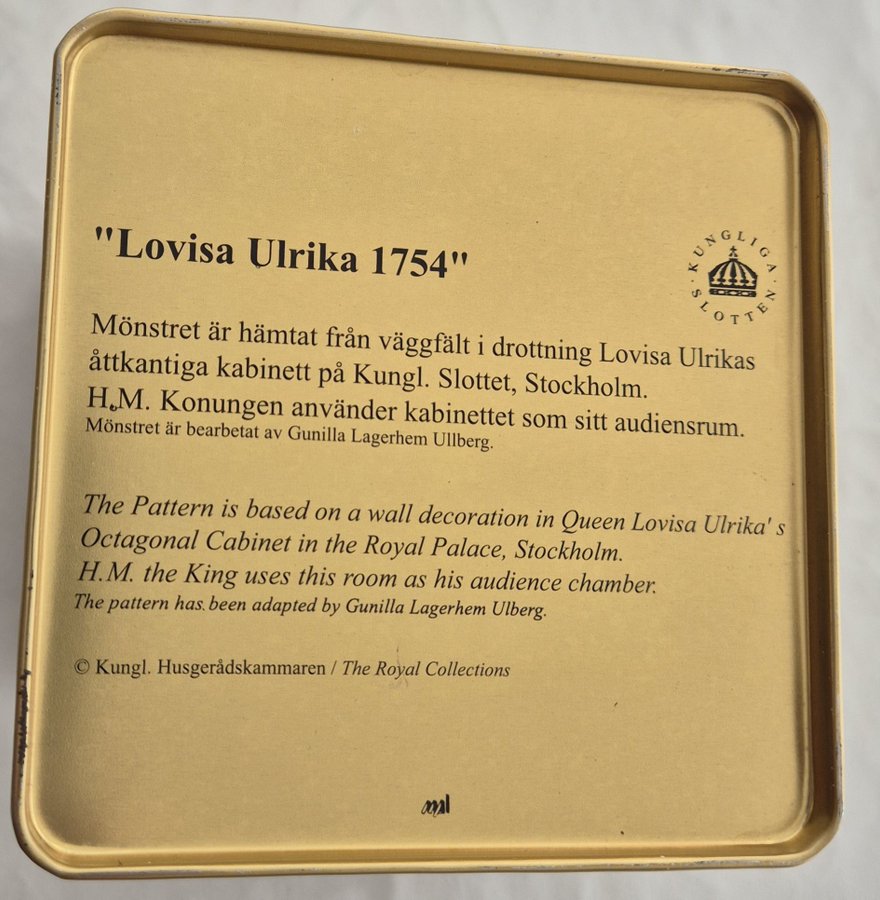 "Lovisa Ulrika 1754"
KUNGLIGA
SLOTTEN
Mönstret är hämtat från väggfält i drottning Lovisa Ulrikas
åttkantiga kabinett på Kungl. Slottet, Stockholm.
H.M. Konungen använder kabinettet som sitt audiensrum.
Mönstret är bearbetat av Gunilla Lagerhem Ullberg.
The Pattern is based on a wall decoration in Queen Lovisa Ulrika' s
Octagonal Cabinet in the Royal Palace, Stockholm.
H.M. the King uses this room as his audience chamber.
The pattern has been adapted by Gunilla Lagerhem Ulberg.
© Kungl. Husgerådskammaren / The Royal Collections